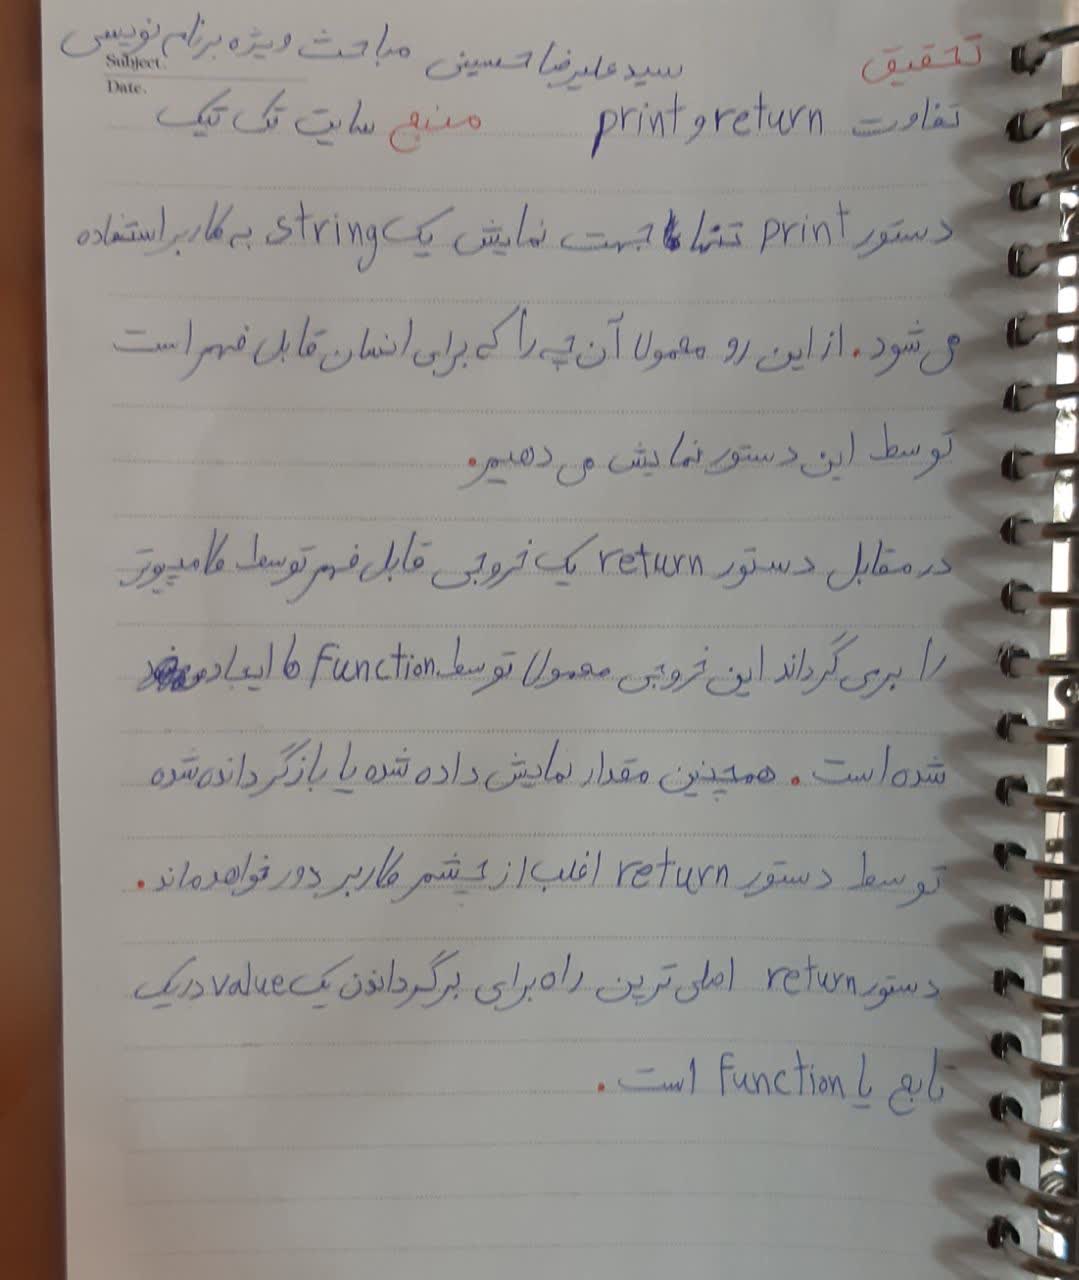 تحقیق سید علیرضا حسینی مباحث ویژه برنامه نویسی
Subject:
Date.
تفاوت return و print منبع سایت تک تیک
دستور print تنها جهت نمایش یک string به کاربر استفاده
می شود. از این رو معمولا آن چه را که برای انسان قابل فهم است
توسط این دستور نمایش می دهیم.
در مقابل دستور return یک خروجی قابل فهم توسط کامپیوتر
را برمی گرداند این خروجی معمولا توسط function ها ایجاد
شده است. همچنین مقدار نمایش داده شده یا بازگردانده شده
توسط دستور return اغلب از چشم کاربر دور خواهد ماند.
دستور return اصلی ترین راه برای برگرداندن یک value در یک
تابع یا function است.